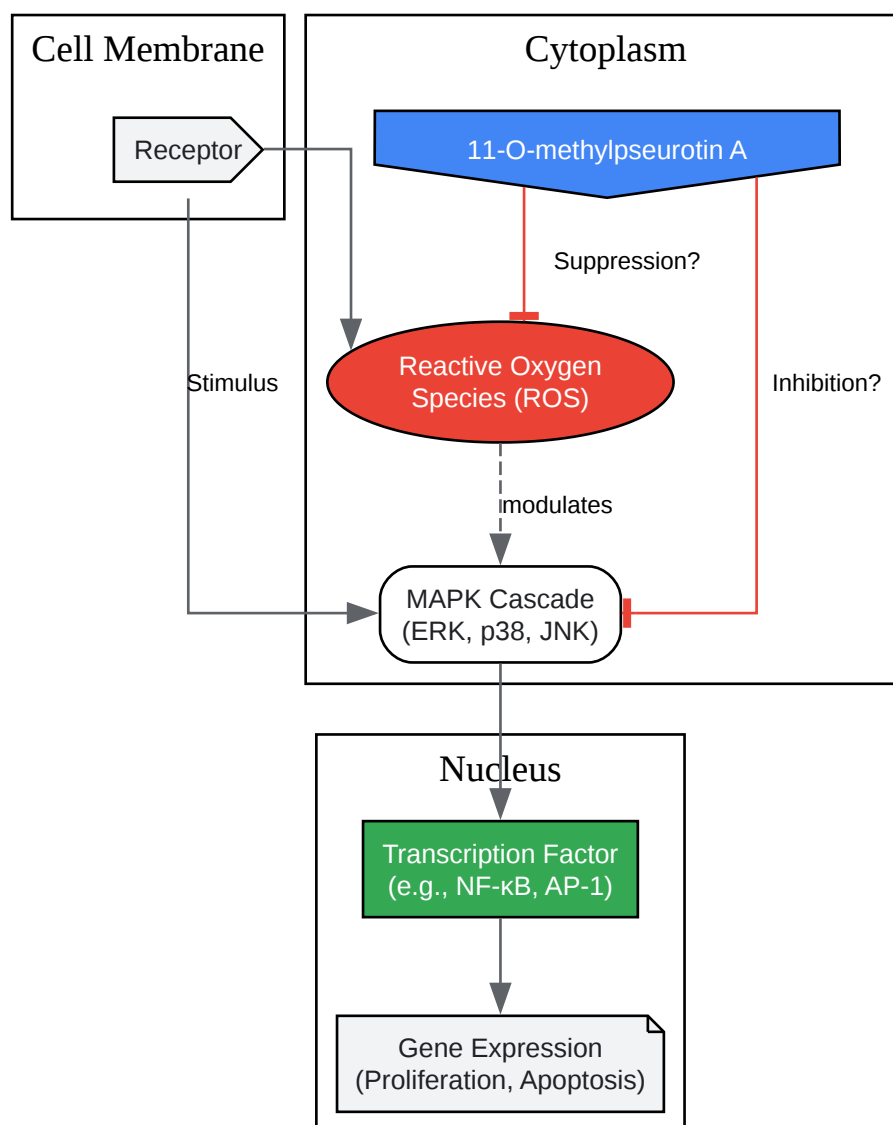 Cell Membrane
Cytoplasm
Receptor
11-O-methylpseurotin A
Suppression?
Reactive Oxygen
Species (ROS)
Stimulus
Inhibition?
modulates
MAPK Cascade
(ERK, p38, JNK)
Nucleus
Transcription Factor
(e.g., NF-κB, AP-1)
Gene Expression
(Proliferation, Apoptosis)